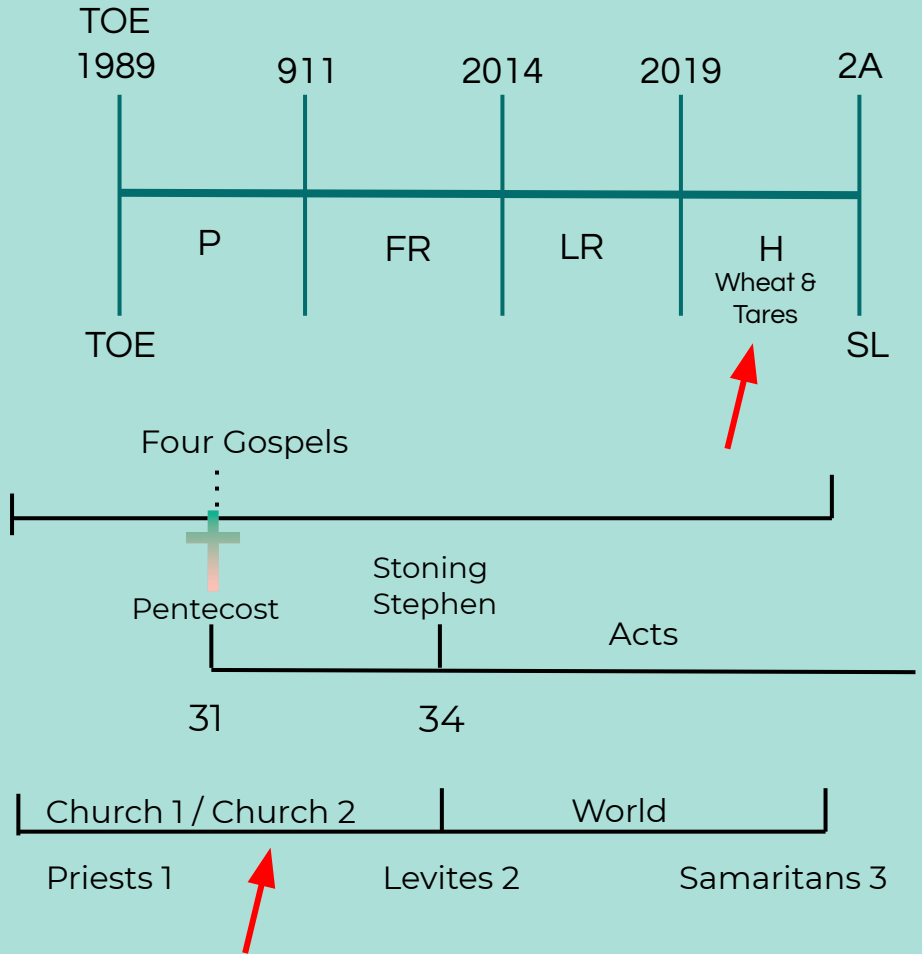 TOE
1989
911
2014
2019
2A
P
FR
LR
H
Wheat &
Tares
TOE
SL
Four Gospels
Pentecost
Stoning
Stephen
Acts
31
34
Church 1 / Church 2
World
Priests 1
Levites 2
Samaritans 3